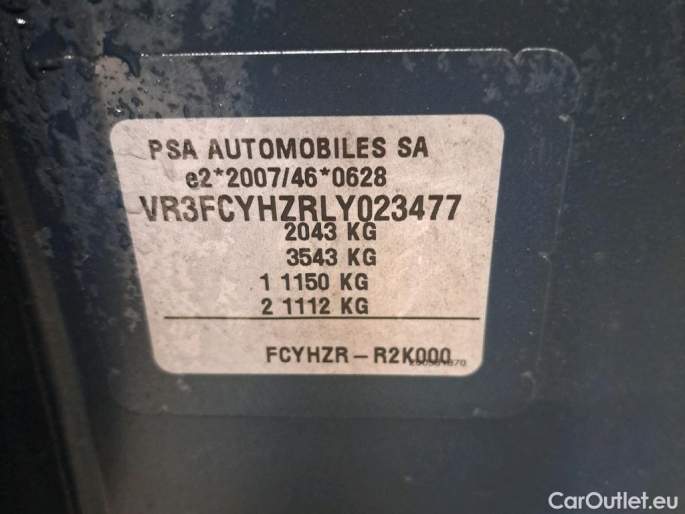 PSA AUTOMOBILES SA
e2*2007/46*0628
VR3FCYHZRLY023477
2043 KG
3543 KG
1 1150 KG
2 1112 KG
FCYHZR – R2K000
CarOutlet.eu